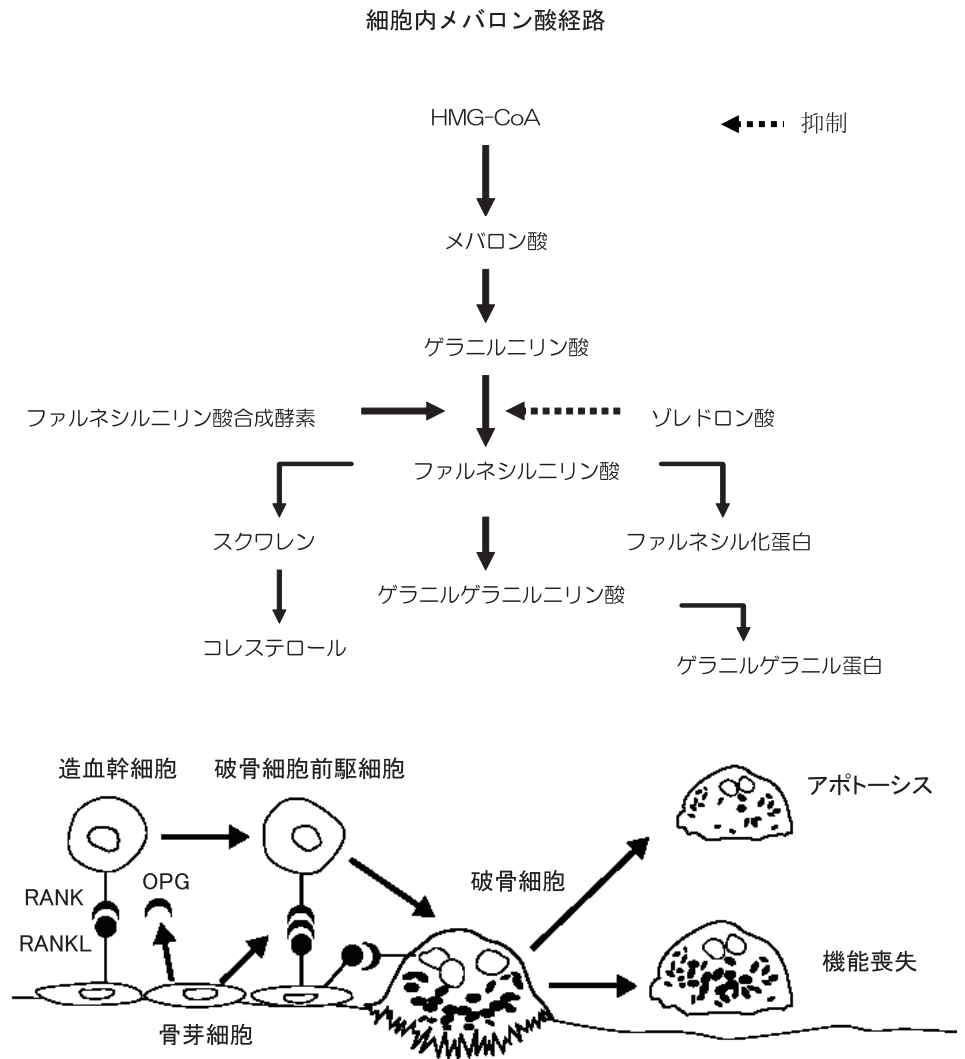 細胞内メバロン酸経路
HMG-CoA
抑制
メバロン酸
ゲラニルニリン酸
ファルネシルニリン酸合成酵素
ゾレドロン酸
ファルネシルニリン酸
スクワレン
ファルネシル化蛋白
ゲラニルゲラニルニリン酸
コレステロール
ゲラニルゲラニル蛋白
造血幹細胞
破骨細胞前駆細胞
アポトーシス
破骨細胞
RANK
OPG
RANKL
機能喪失
骨芽細胞